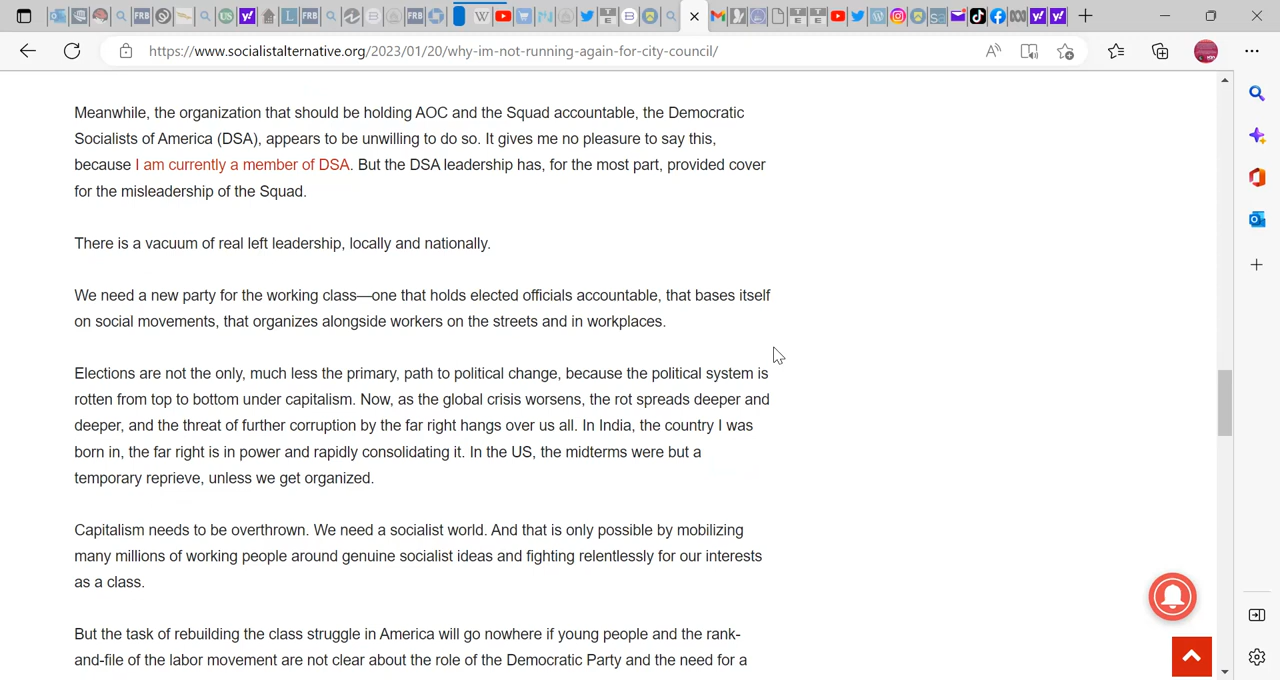 FRB
US
FRB
FRB
W
TE
TE
TE
https://www.socialistalternative.org/2023/01/20/why-im-not-running-again-for-city-council/
Meanwhile, the organization that should be holding AOC and the Squad accountable, the Democratic
Socialists of America (DSA), appears to be unwilling to do so. It gives me no pleasure to say this,
because I am currently a member of DSA. But the DSA leadership has, for the most part, provided cover
for the misleadership of the Squad.
There is a vacuum of real left leadership, locally and nationally.
We need a new party for the working class—one that holds elected officials accountable, that bases itself
on social movements, that organizes alongside workers on the streets and in workplaces.
Elections are not the only, much less the primary, path to political change, because the political system is
rotten from top to bottom under capitalism. Now, as the global crisis worsens, the rot spreads deeper and
deeper, and the threat of further corruption by the far right hangs over us all. In India, the country I was
born in, the far right is in power and rapidly consolidating it. In the US, the midterms were but a
temporary reprieve, unless we get organized.
Capitalism needs to be overthrown. We need a socialist world. And that is only possible by mobilizing
many millions of working people around genuine socialist ideas and fighting relentlessly for our interests
as a class.
But the task of rebuilding the class struggle in America will go nowhere if young people and the rank-
and-file of the labor movement are not clear about the role of the Democratic Party and the need for a